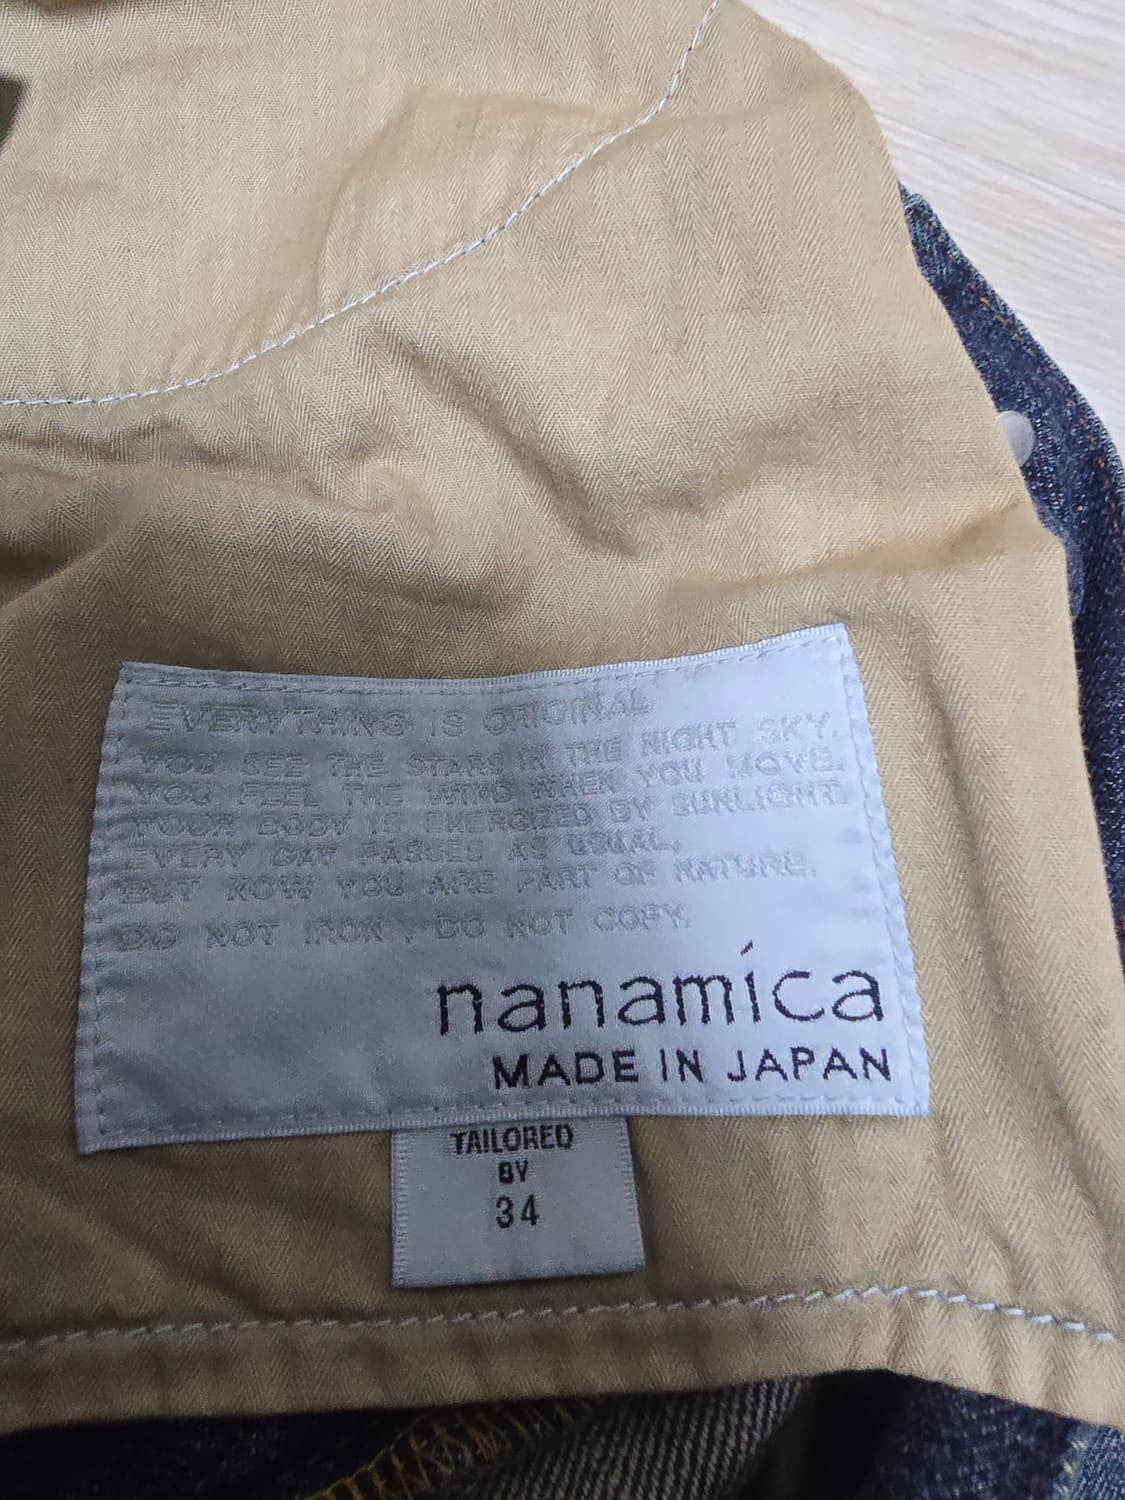 EVERYTHING IS ORIGINAL
YOU SEE THE STARS IN THE NIGHT SKY.
YOU FEEL THE WIND WHEN YOU MOVE.
YOUR BODY IS ENERGIZED BY SUNLIGHT.
EVERY DAY PASSES AS USUAL,
BUT NOW YOU ARE PART OF NATURE.
DO NOT IRON, DO NOT COPY.
nanamíca
MADE IN JAPAN
TAILORED
BY
34